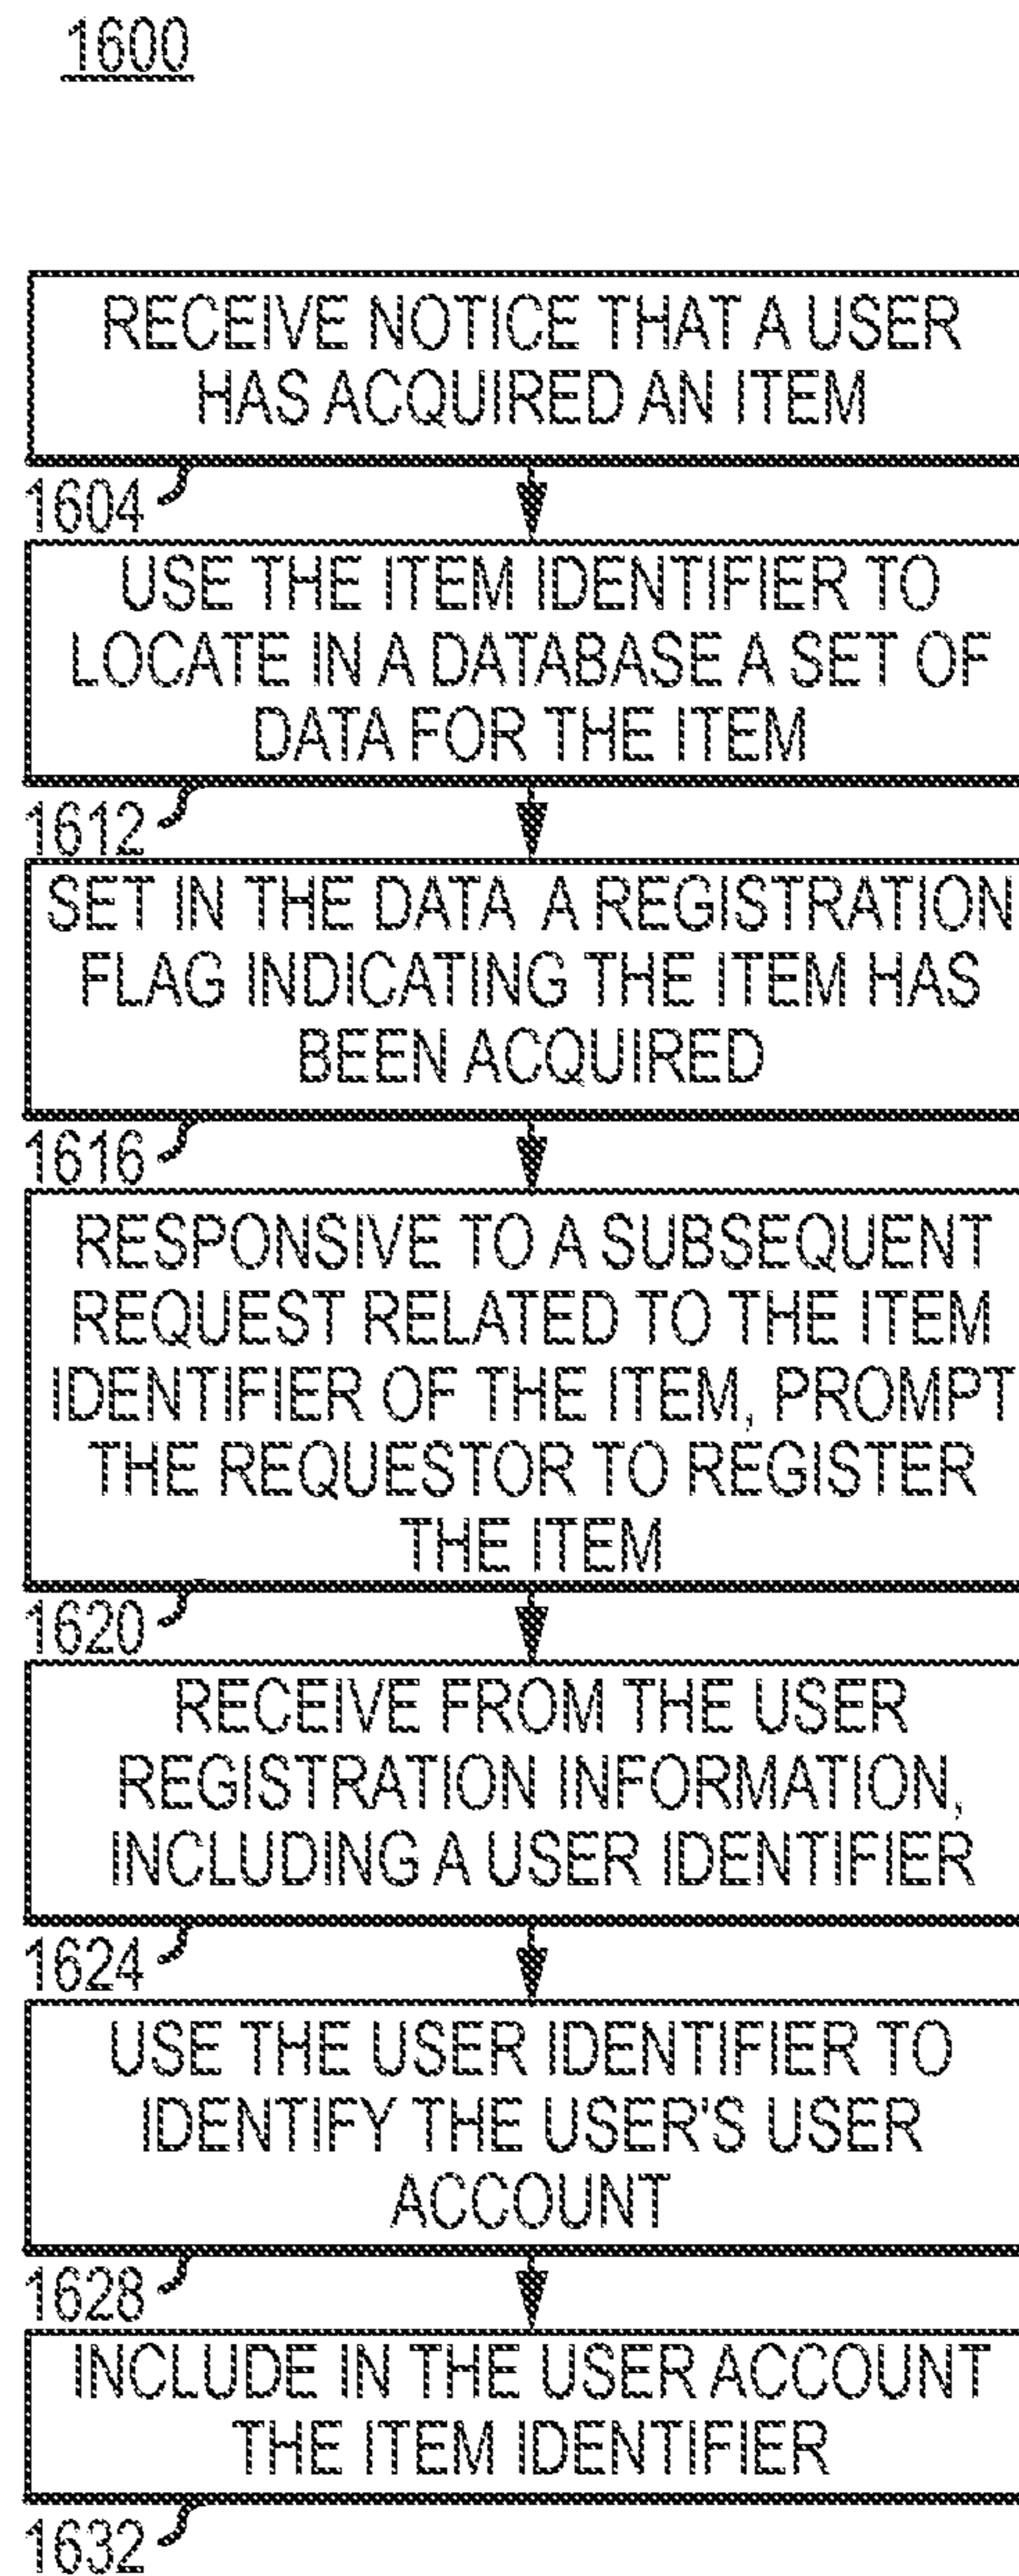 1600
RECEIVE NOTICE THAT A USER
HAS ACQUIRED AN ITEM
1604
USE THE ITEM IDENTIFIER TO
LOCATE IN A DATABASE A SET OF
DATA FOR THE ITEM
1612
SET IN THE DATA A REGISTRATION
FLAG INDICATING THE ITEM HAS
BEEN ACQUIRED
1616
RESPONSIVE TO A SUBSEQUENT
REQUEST RELATED TO THE ITEM
IDENTIFIER OF THE ITEM, PROMPT
THE REQUESTOR TO REGISTER
THE ITEM
1620
RECEIVE FROM THE USER
REGISTRATION INFORMATION,
INCLUDING A USER IDENTIFIER
1624
USE THE USER IDENTIFIER TO
IDENTIFY THE USER'S USER
ACCOUNT
1628
INCLUDE IN THE USER ACCOUNT
THE ITEM IDENTIFIER
1632